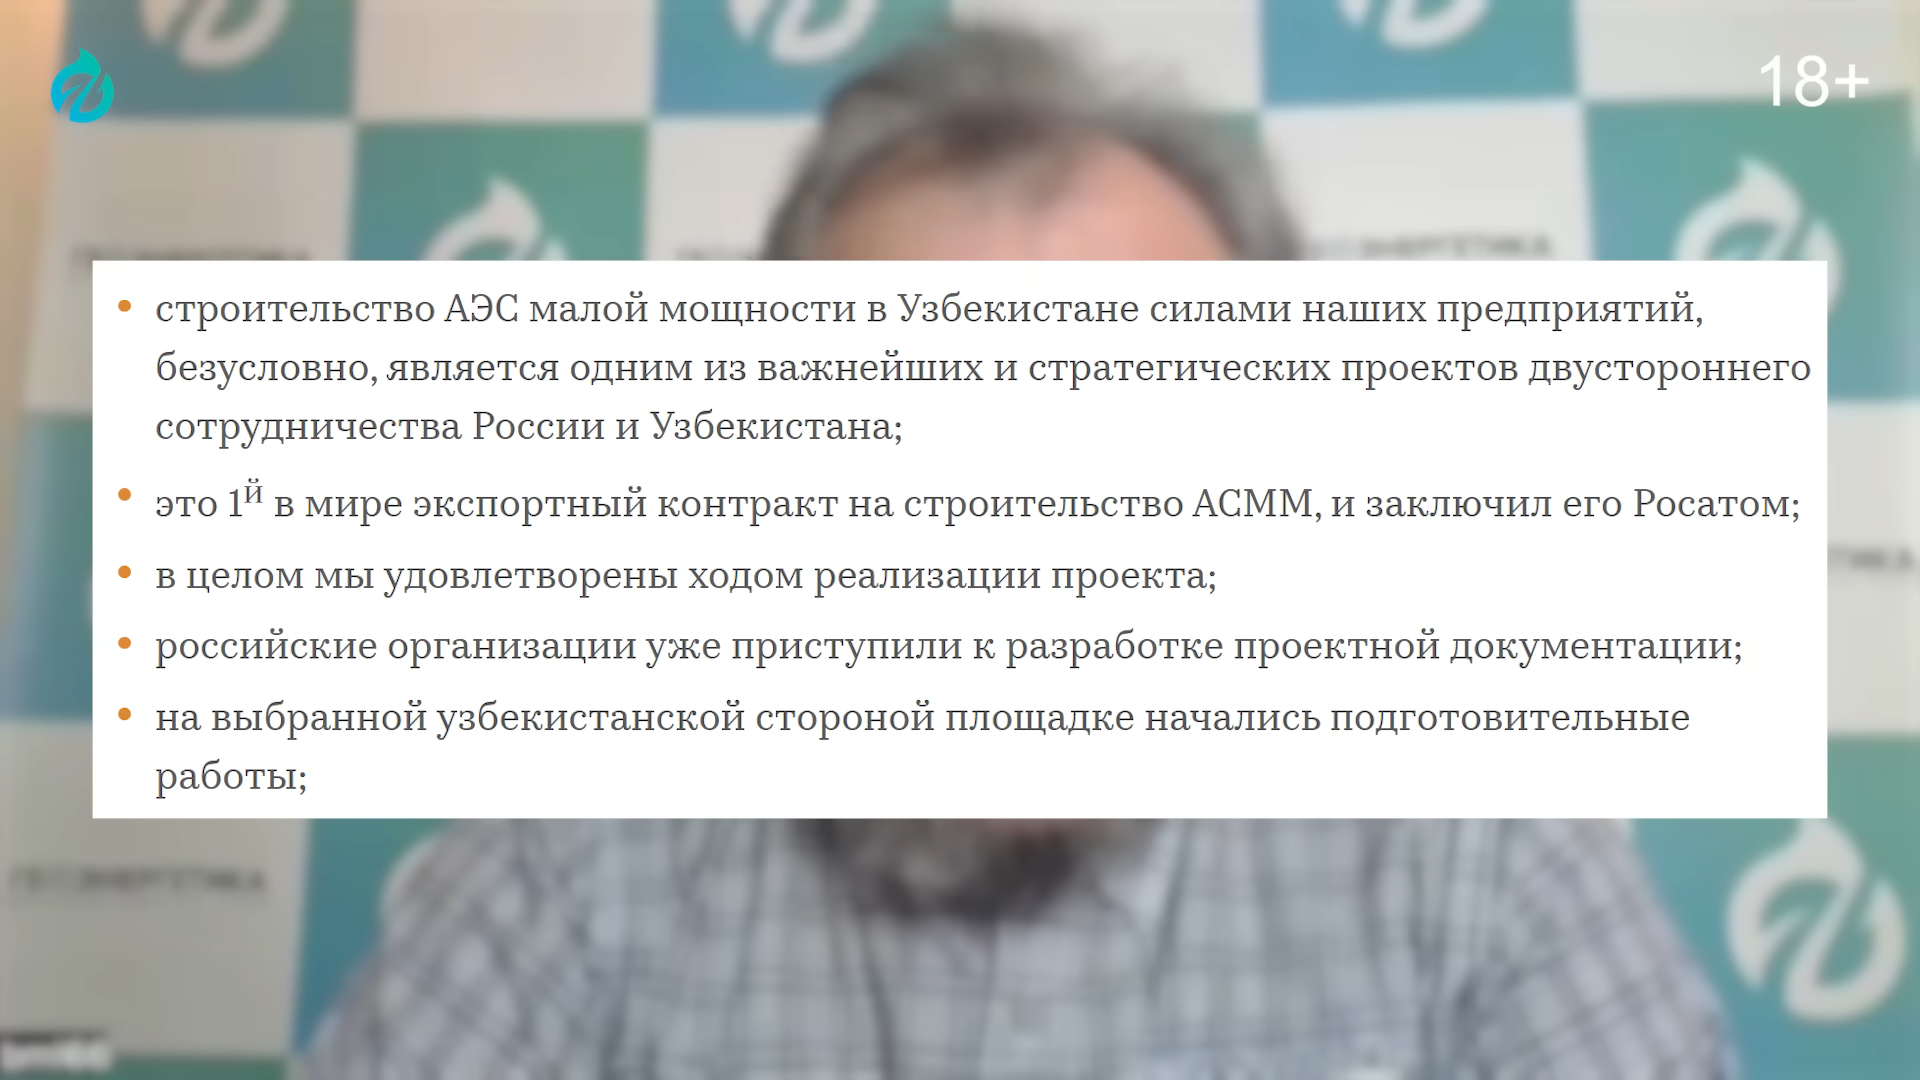 18+
ГЕОЭНЕРГЕТИКА
• строительство АЭС малой мощности в Узбекистане силами наших предприятий,
безусловно, является одним из важнейших и стратегических проектов двустороннего
сотрудничества России и Узбекистана;
• это 1й в мире экспортный контракт на строительство АСММ, и заключил его Росатом;
• в целом мы удовлетворены ходом реализации проекта;
• российские организации уже приступили к разработке проектной документации;
• на выбранной узбекистанской стороной площадке начались подготовительные
работы;
ГЕОЭНЕРГЕТИКА